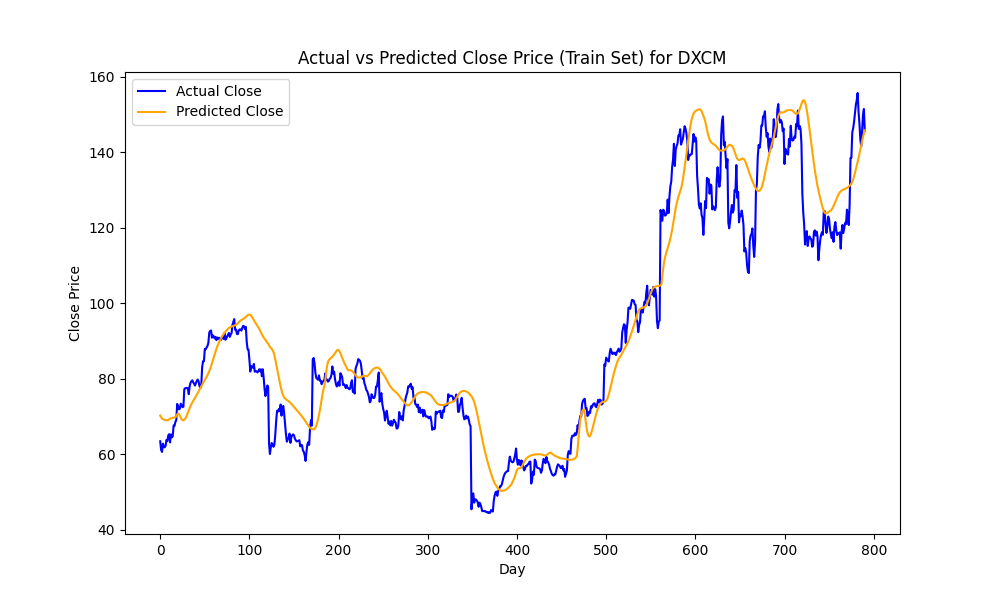 Actual vs Predicted Close Price (Train Set) for DXCM
Actual Close
Predicted Close
160
140
120
100
80
60
40
Close Price
0 100 200 300 400 500 600 700 800
Day